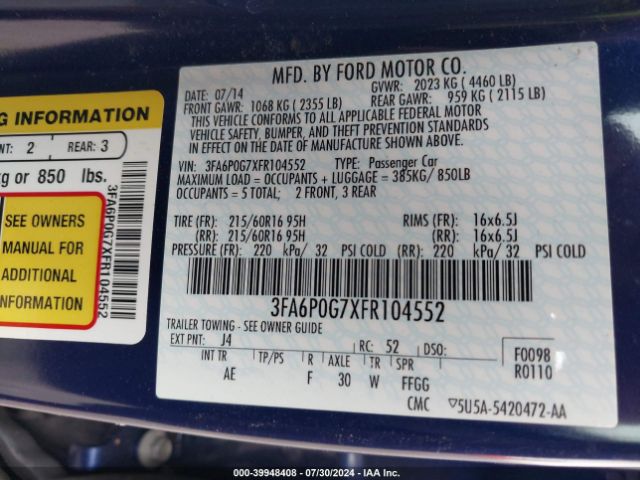 MFD. BY FORD MOTOR CO.
DATE: 07/14 GVWR: 2023 KG ( 4460 LB)
FRONT GAWR: 1068 KG ( 2355 LB) REAR GAWR: 959 KG ( 2115 LB)
THIS VEHICLE CONFORMS TO ALL APPLICABLE FEDERAL MOTOR
VEHICLE SAFETY, BUMPER, AND THEFT PREVENTION STANDARDS
IN EFFECT ON THE DATE OF MANUFACTURE SHOWN ABOVE.
VIN: 3FA6P0G7XFR104552 TYPE: Passenger Car
MAXIMUM LOAD = OCCUPANTS + LUGGAGE = 385KG/ 850LB
OCCUPANTS = 5 TOTAL; 2 FRONT, 3 REAR
TIRE (FR): 215/60R16 95H RIMS (FR): 16x6.5J
(RR): 215/60R16 95H (RR): 16x6.5J
PRESSURE (FR): 220 kPa/ 32 PSI COLD (RR): 220 kPa/ 32 PSI COLD
3FA6P0G7XFR104552
TRAILER TOWING - SEE OWNER GUIDE
EXT PNT: J4 RC: 52 DSO:
INT TR TP/PS R AXLE TR SPR
AE F 30 W FFGG
F0098
R0110
CMC ▽5U5A-5420472-AA
G INFORMATION
NT: 2 REAR: 3
kg or 850 lbs.
SEE OWNERS
MANUAL FOR
ADDITIONAL
INFORMATION
3FA6P0G7XFR104552
000-39948408 - 07/30/2024 - IAA Inc.